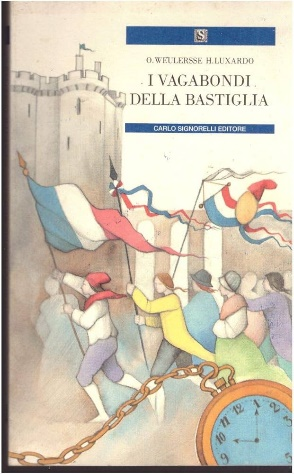 S
O. WEULERSSE H. LUXARDO
I VAGABONDI
DELLA BASTIGLIA
CARLO SIGNORELLI EDITORE